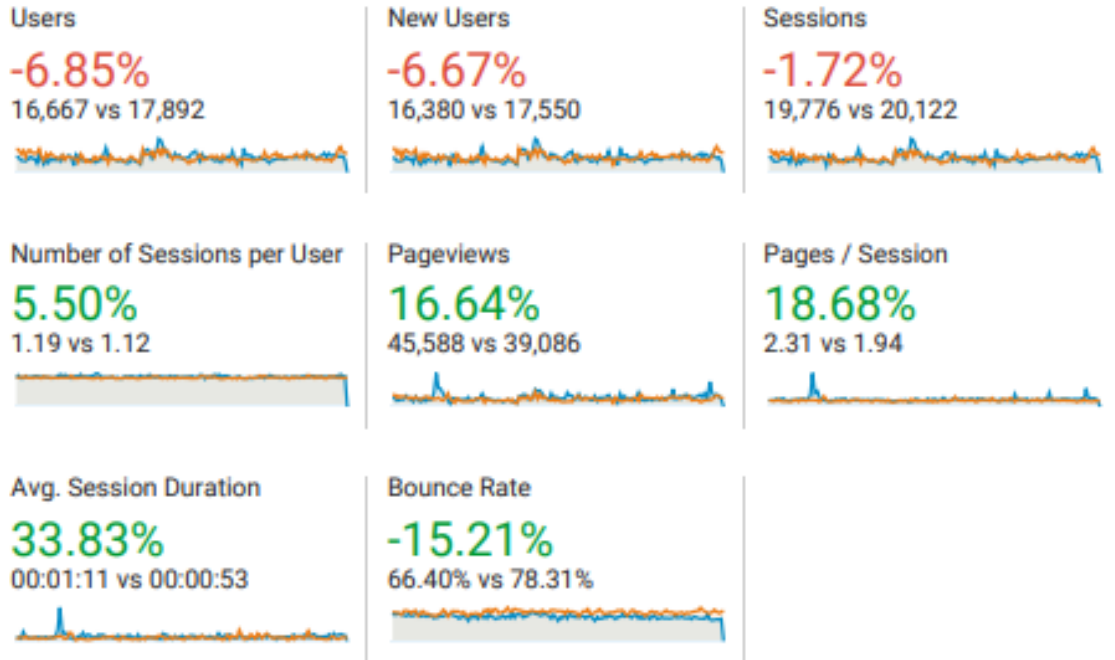 Users
-6.85%
16,667 vs 17,892
New Users
-6.67%
16,380 vs 17,550
Sessions
-1.72%
19,776 vs 20,122
Number of Sessions per User
5.50%
1.19 vs 1.12
Pageviews
16.64%
45,588 vs 39,086
Pages / Session
18.68%
2.31 vs 1.94
Avg. Session Duration
33.83%
00:01:11 vs 00:00:53
Bounce Rate
-15.21%
66.40% vs 78.31%